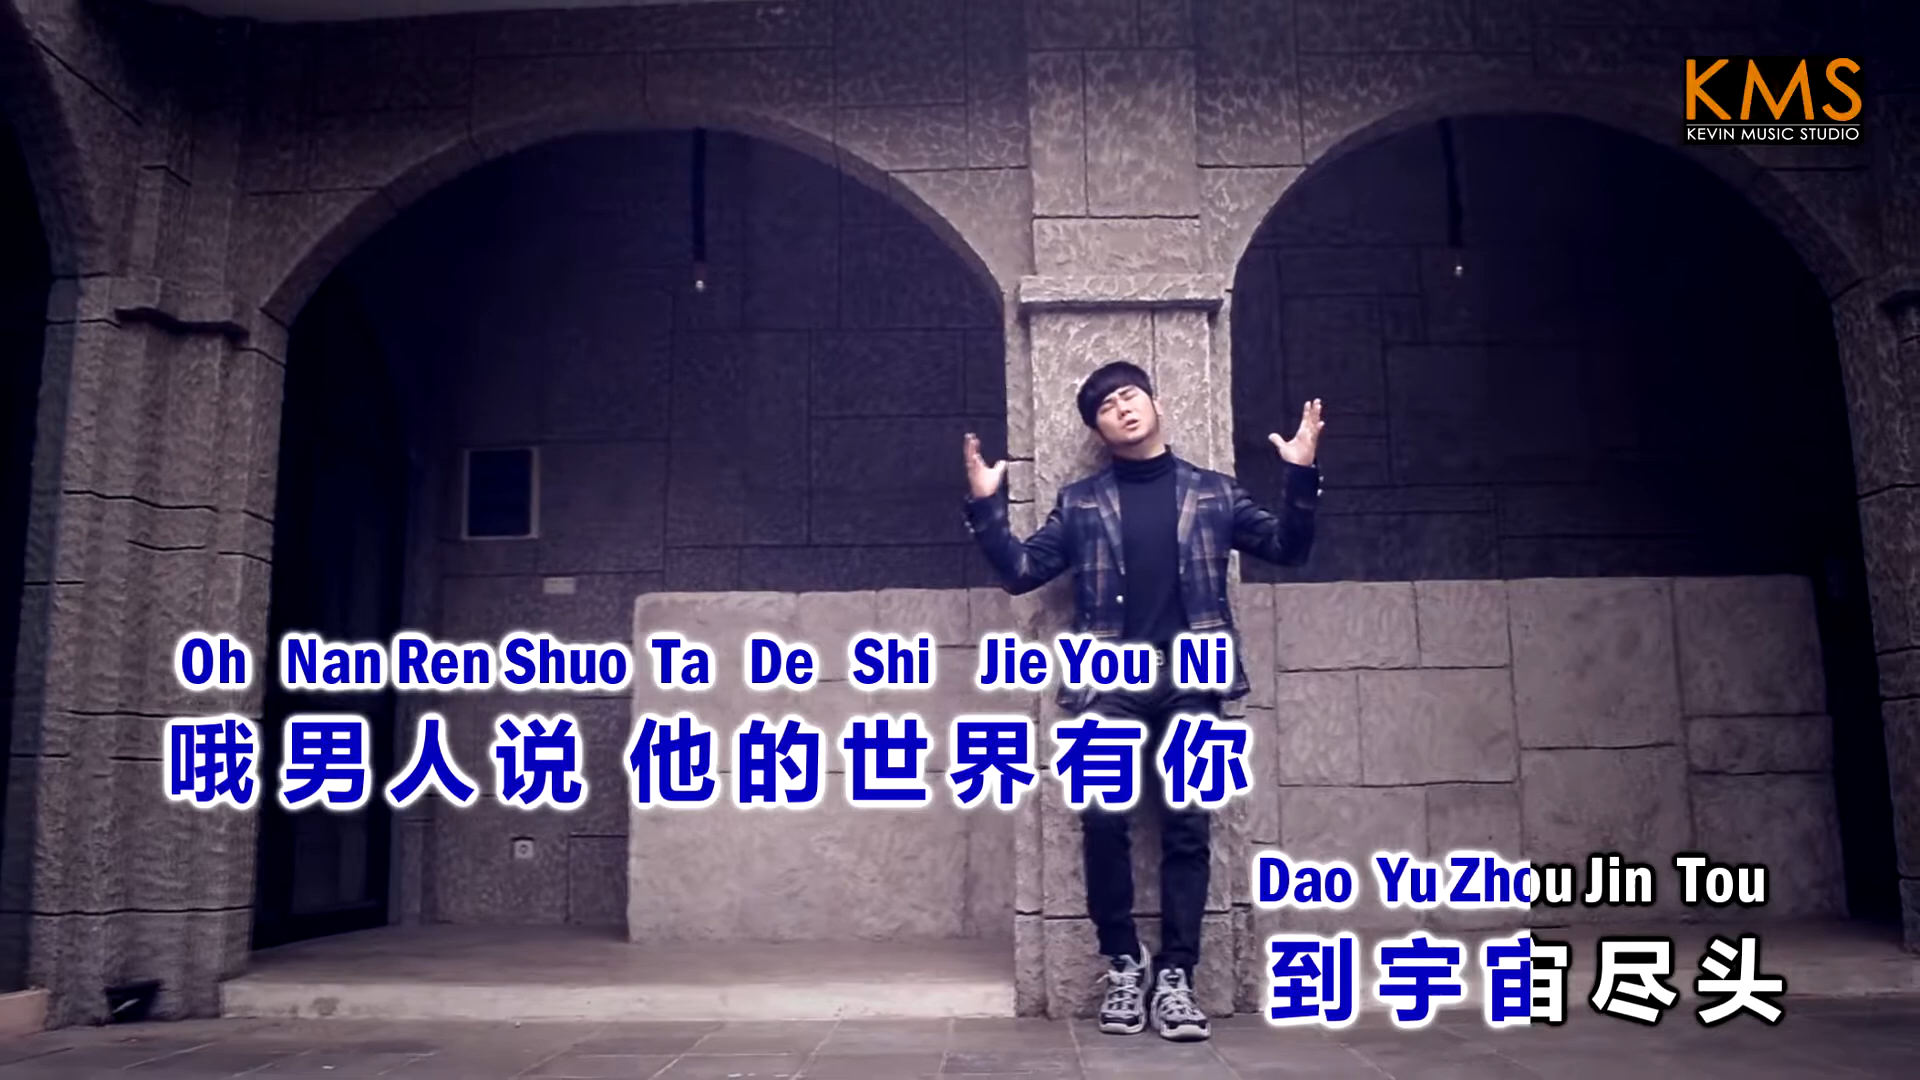 KMS
KEVIN MUSIC STUDIO
Oh Nan Ren Shuo Ta De Shi Jie You Ni
哦男人说 他的世界有你
Dao Yu Zhou Jin Tou
到宇宙尽头